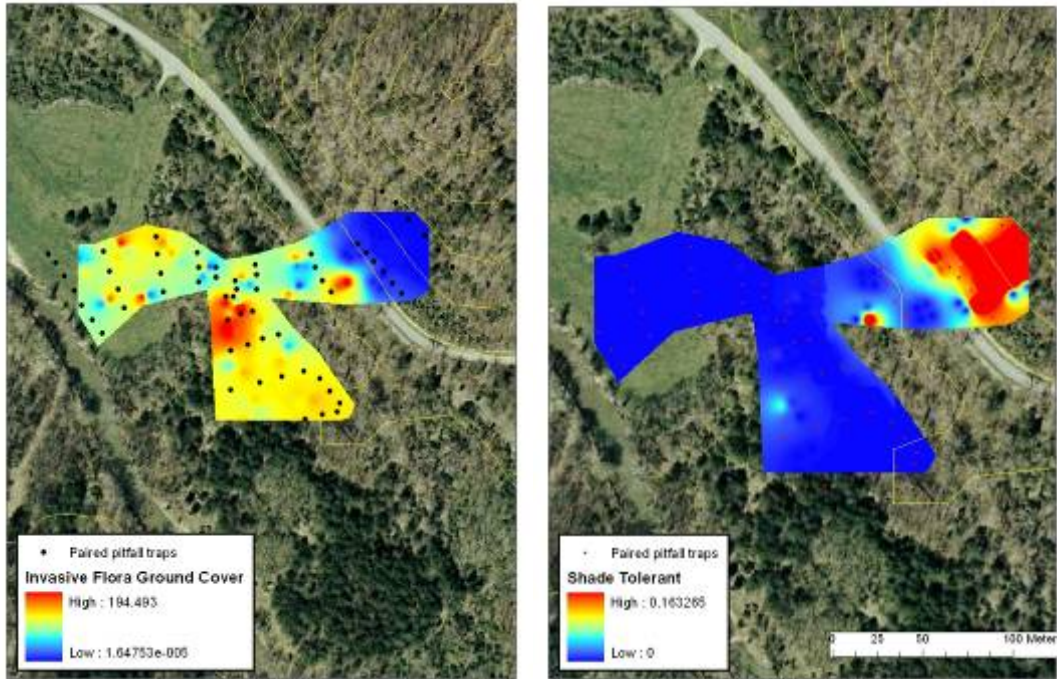 Paired pitfall traps
Invasive Flora Ground Cover
High : 194.493
Low : 1.64753e-005
Paired pitfall traps
Shade Tolerant
High : 0.163265
Low : 0
0 25 50 100 Meter